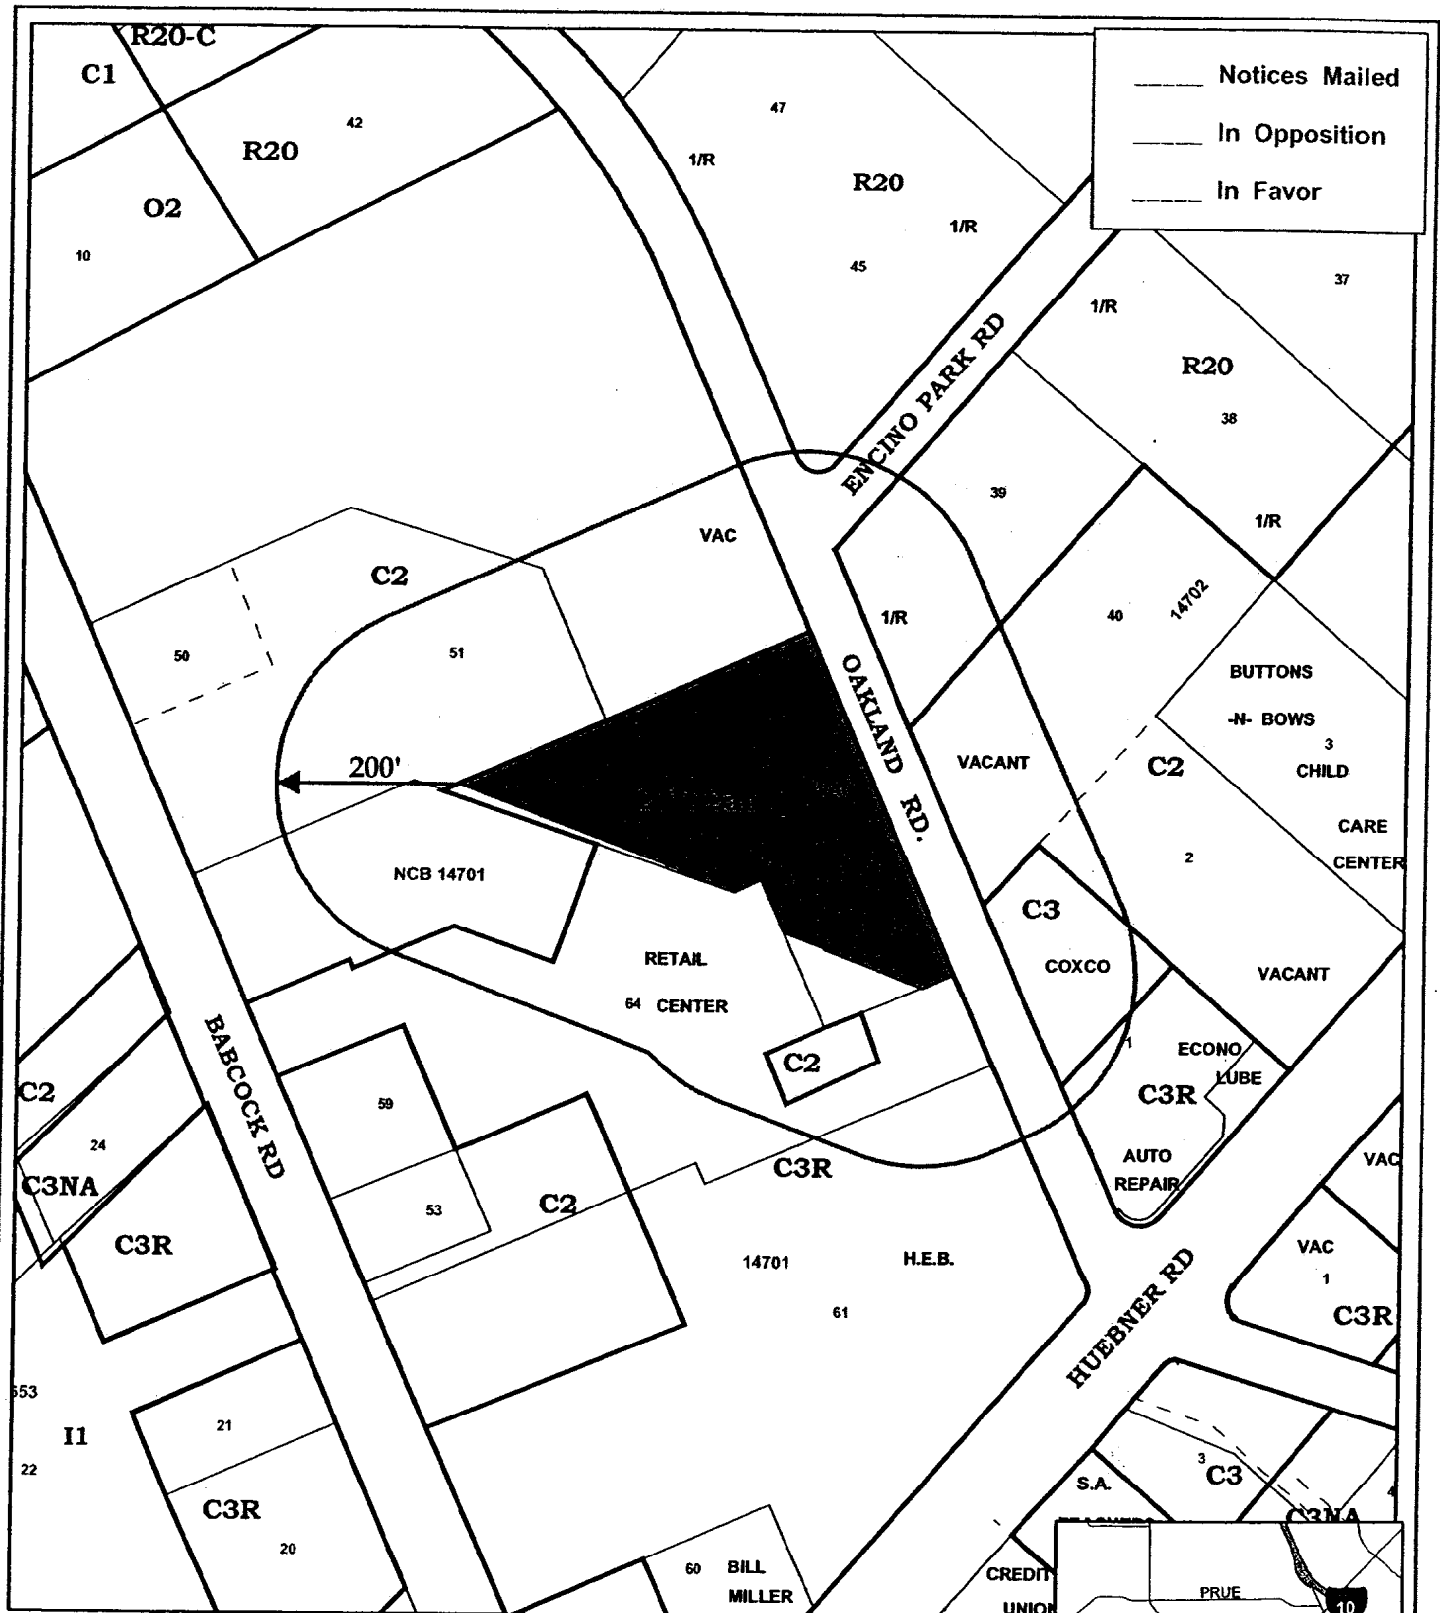 R20-C
C1
Notices Mailed
In Opposition
In Favor
47
42
R20
1/R
R20
O2
1/R
10
45
37
1/R
ENCINO PARK RD
R20
38
39
1/R
VAC
C2
14702
40
1/R
50
51
BUTTONS
-N- BOWS
3
CHILD
CARE
CENTER
OAKLAND RD.
VACANT
C2
200'
2
NCB 14701
C3
COXCO
VACANT
RETAIL
64 CENTER
1
ECONO
LUBE
C2
C3R
BABCOCK RD
59
C2
24
C3NA
AUTO
REPAIR
VAC
C3R
53
C2
C3R
14701
H.E.B.
61
VAC
1
C3R
HUEBNER RD
553
I1
21
22
C3R
20
3
C3
S.A.
4
C3NA
60 BILL
MILLER
CREDIT
UNION
PRUE
10